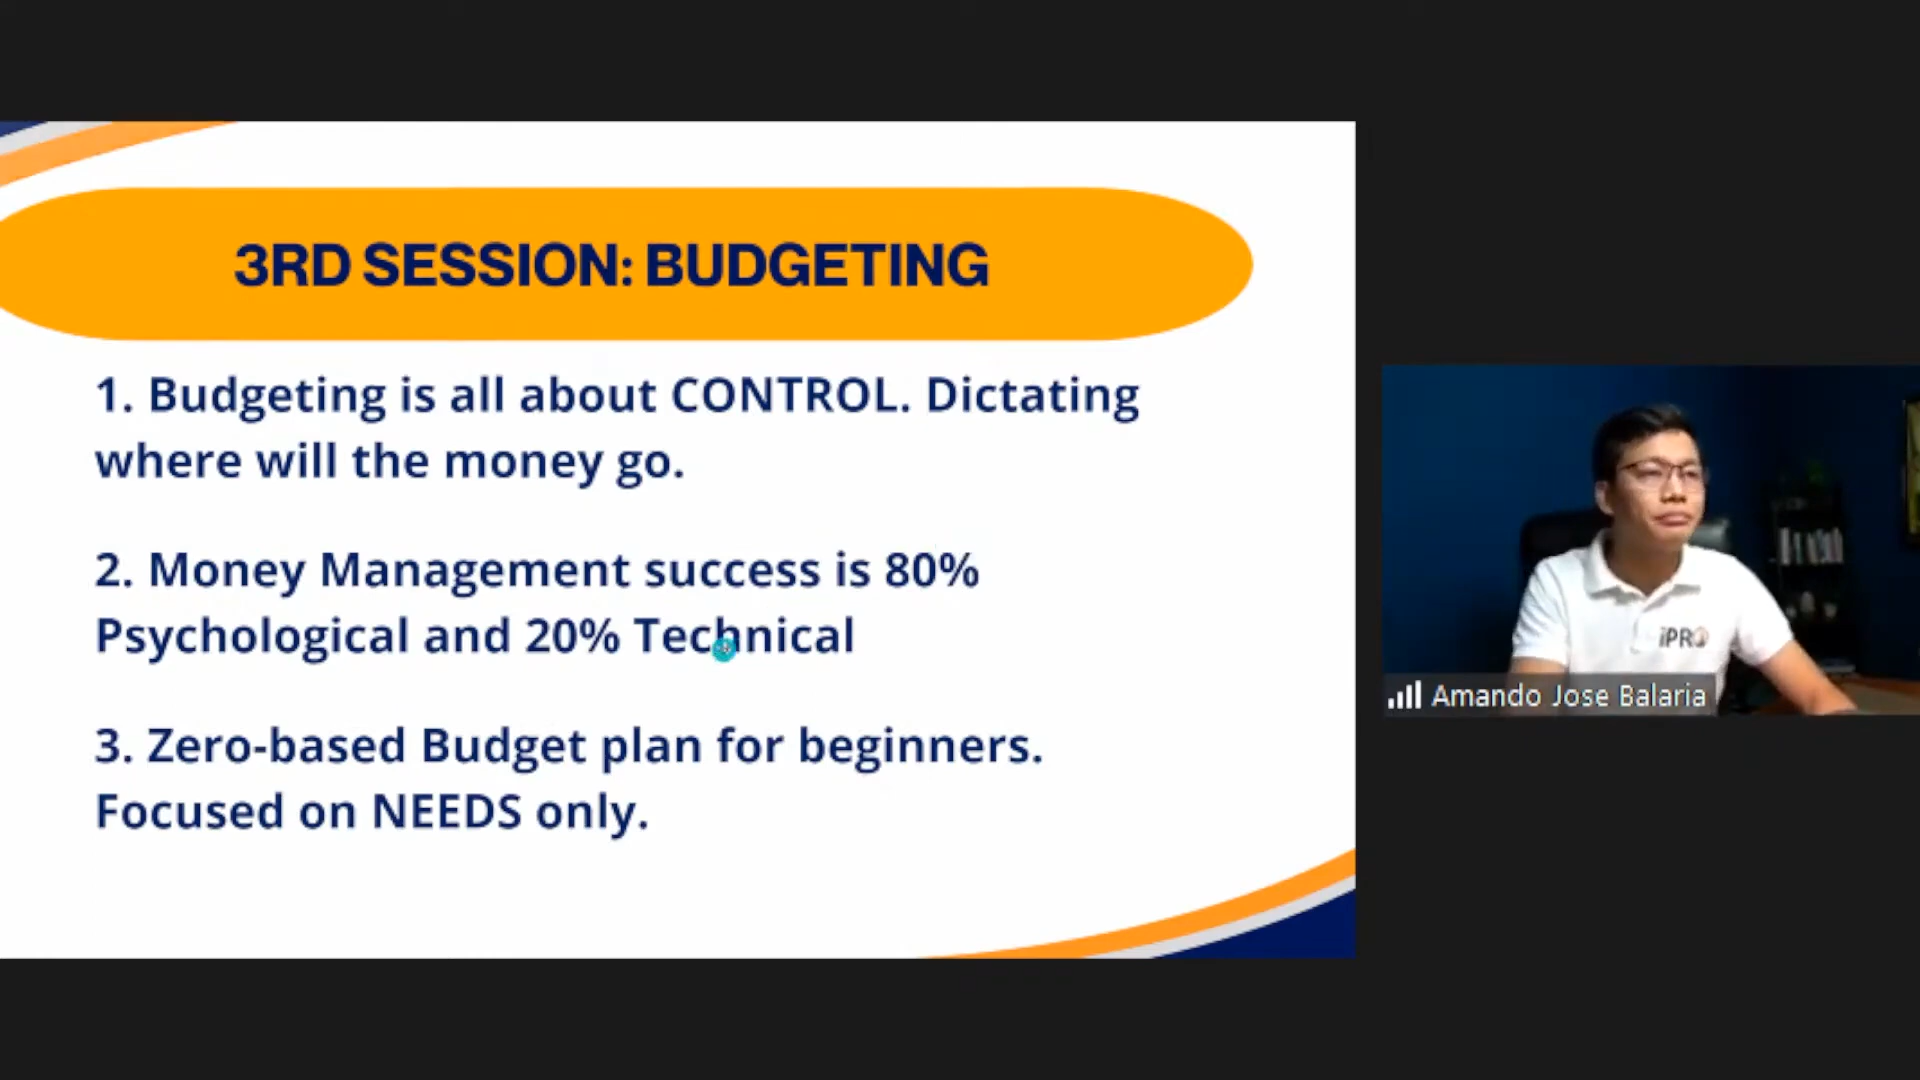 3RD SESSION: BUDGETING
1. Budgeting is all about CONTROL. Dictating
where will the money go.
2. Money Management success is 80%
Psychological and 20% Technical
3. Zero-based Budget plan for beginners.
Focused on NEEDS only.
iPRO
Amando Jose Balaria